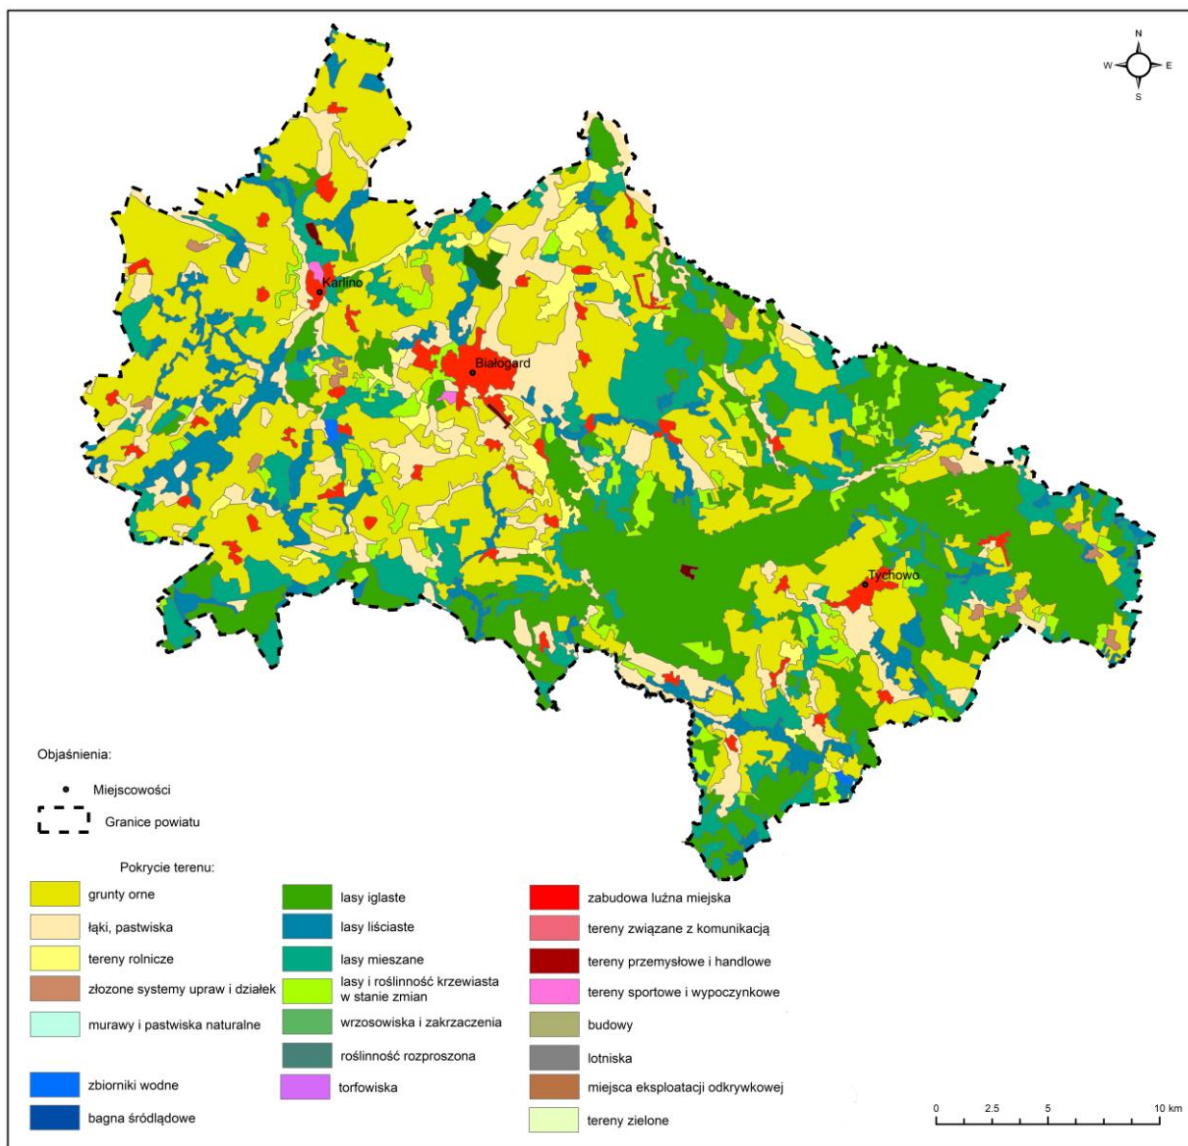 N
W E
S
Karlino
Białogard
Tychowo
Objaśnienia:
Miejscowości
Granice powiatu
Pokrycie terenu:
grunty orne
łąki, pastwiska
tereny rolnicze
złozone systemy upraw i działek
murawy i pastwiska naturalne
zbiorniki wodne
bagna śródlądowe
lasy iglaste
lasy liściaste
lasy mieszane
lasy i roślinność krzewiasta
w stanie zmian
wrzosowiska i zakrzaczenia
roślinność rozproszona
torfowiska
zabudowa luźna miejska
tereny związane z komunikacją
tereny przemysłowe i handlowe
tereny sportowe i wypoczynkowe
budowy
lotniska
miejsca eksploatacji odkrywkowej
tereny zielone
0 2.5 5 10 km